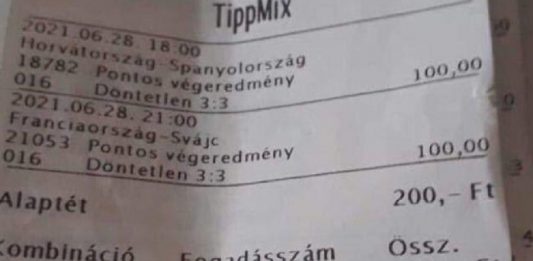 TippMix
2021.06.28. 18:00
Horvátország-Spanyolország
18782 Pontos végeredmény 100,00
016 Döntetlen 3:3
2021.06.28. 21:00
Franciaország-Svájc
21053 Pontos végeredmény 100,00
016 Döntetlen 3:3
Alaptét 200,- Ft
Kombináció Fogadásszám Össz.